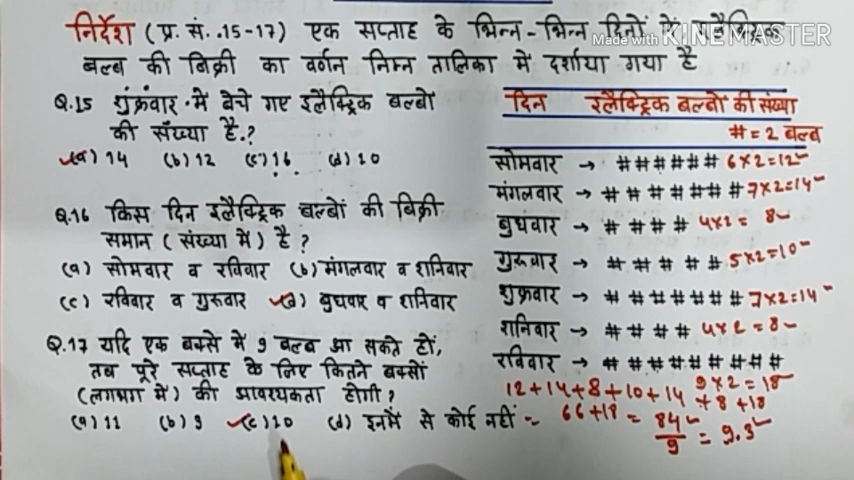 निर्देश (प्र. सं. .15-17) एक सप्ताह के भिन्न-भिन्न दिनों में
Made with KINEMASTER
बल्ब की बिक्री का वर्णन निम्न तालिका में दर्शाया गया है
Q.15 शुक्रवार में बेचे गए इलैक्ट्रिक बल्बों
की संख्या है.?
(a) 14 (b) 12 (c) 16 (d) 10
Q.16 किस दिन इलैक्ट्रिक बल्बों की बिक्री
समान (संख्या में) है ?
(a) सोमवार व रविवार (b) मंगलवार व शनिवार
(c) रविवार व गुरुवार (d) बुधवार व शनिवार
Q.17 यदि एक बक्से में 9 बल्ब आ सकते हों,
तब पूरे सप्ताह के लिए कितने बक्सों
(लगभग में) की आवश्यकता होगी ?
(a) 11 (b) 9 (c) 10 (d) इनमें से कोई नहीं
दिन इलैक्ट्रिक बल्बों की संख्या
# = 2 बल्ब
सोमवार → # # # # # # 6×2=12
मंगलवार → # # # # # # # 7×2=14
बुधवार → # # # # 4×2= 8
गुरुवार → # # # # # 5×2=10
शुक्रवार → # # # # # # # 7×2=14
शनिवार → # # # # 4×2=8
रविवार → # # # # # # # # #
9×2=18
12+14+8+10+14+8+18
66+18 = 84/9 = 9.3